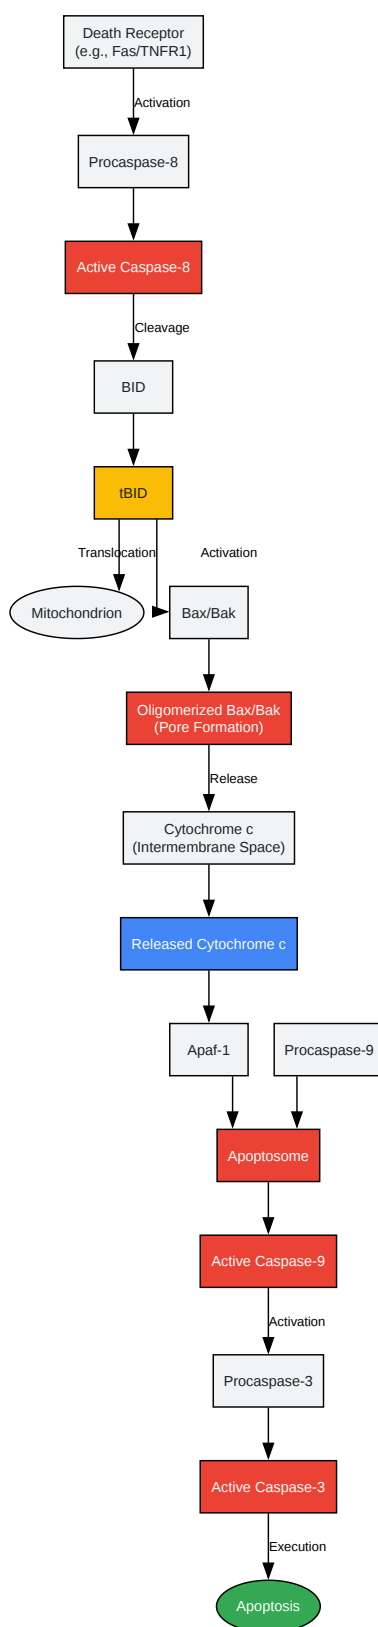 Death Receptor
(e.g., Fas/TNFR1)
Activation
Procaspase-8
Active Caspase-8
Cleavage
BID
tBID
Translocation
Activation
Mitochondrion
Bax/Bak
Oligomerized Bax/Bak
(Pore Formation)
Release
Cytochrome c
(Intermembrane Space)
Released Cytochrome c
Apaf-1
Procaspase-9
Apoptosome
Active Caspase-9
Activation
Procaspase-3
Active Caspase-3
Execution
Apoptosis